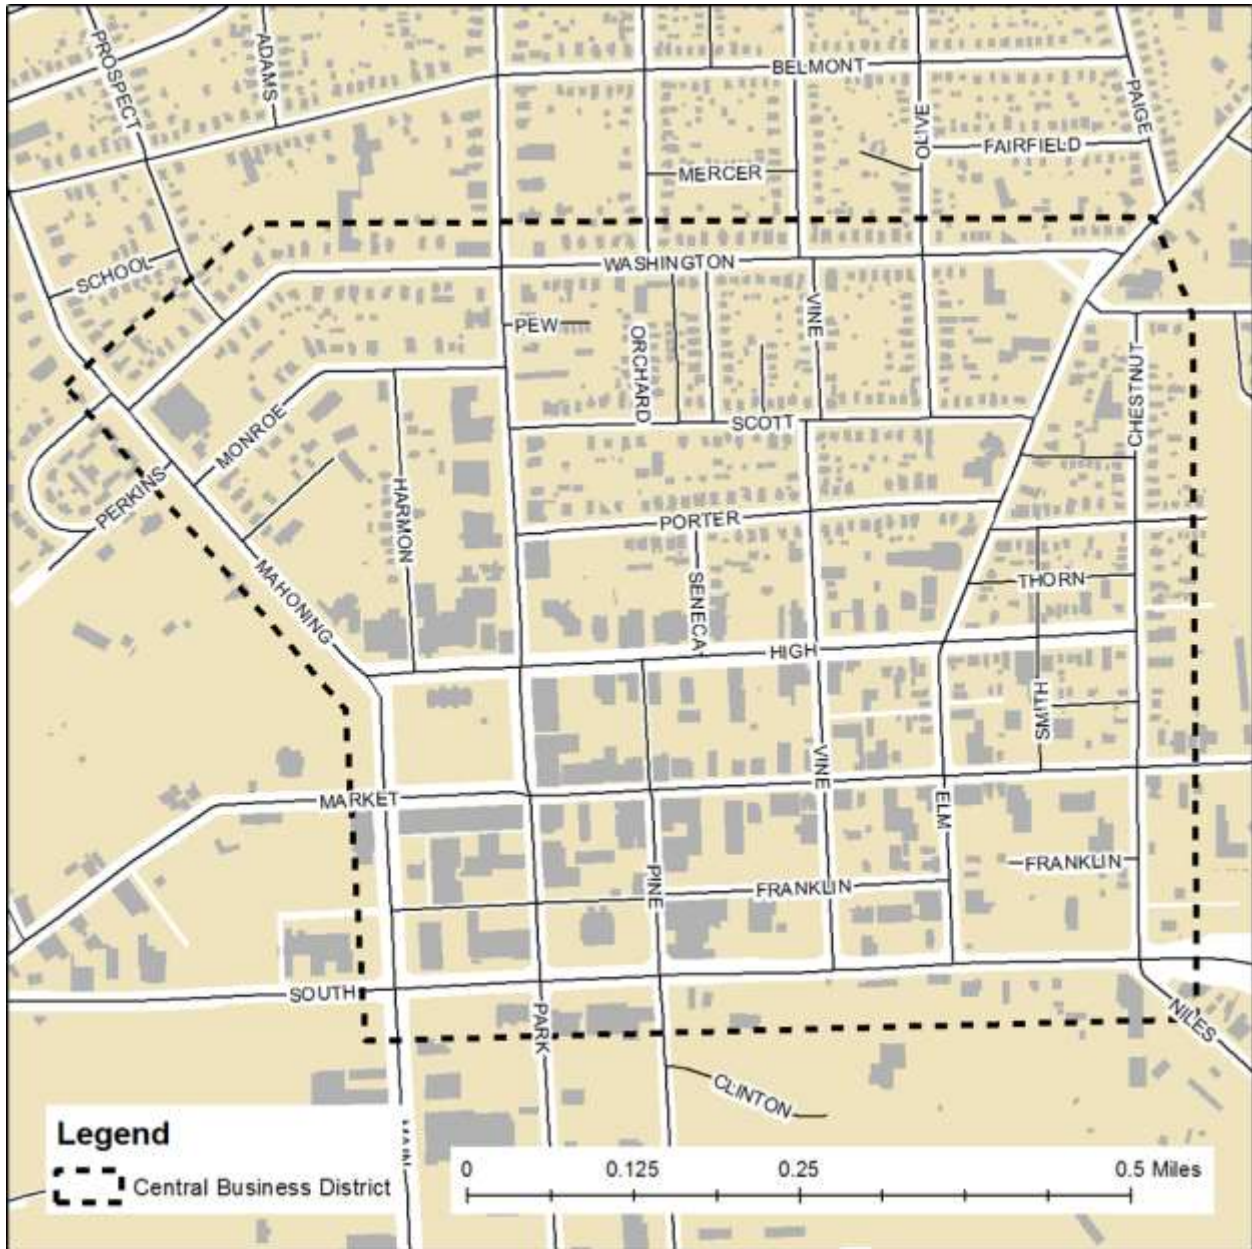 PROSPECT
ADAMS
BELMONT
PAIGE
OLIVE
FAIRFIELD
MERCER
SCHOOL
WASHINGTON
VINE
PEW
ORCHARD
CHESTNUT
MONROE
SCOTT
PERKINS
HARMON
PORTER
MAHONING
SENECA
THORN
HIGH
SMITH
VINE
MARKET
ELM
PINE
FRANKLIN
FRANKLIN
SOUTH
PARK
NILES
CLINTON
Legend
Central Business District
0 0.125 0.25 0.5 Miles